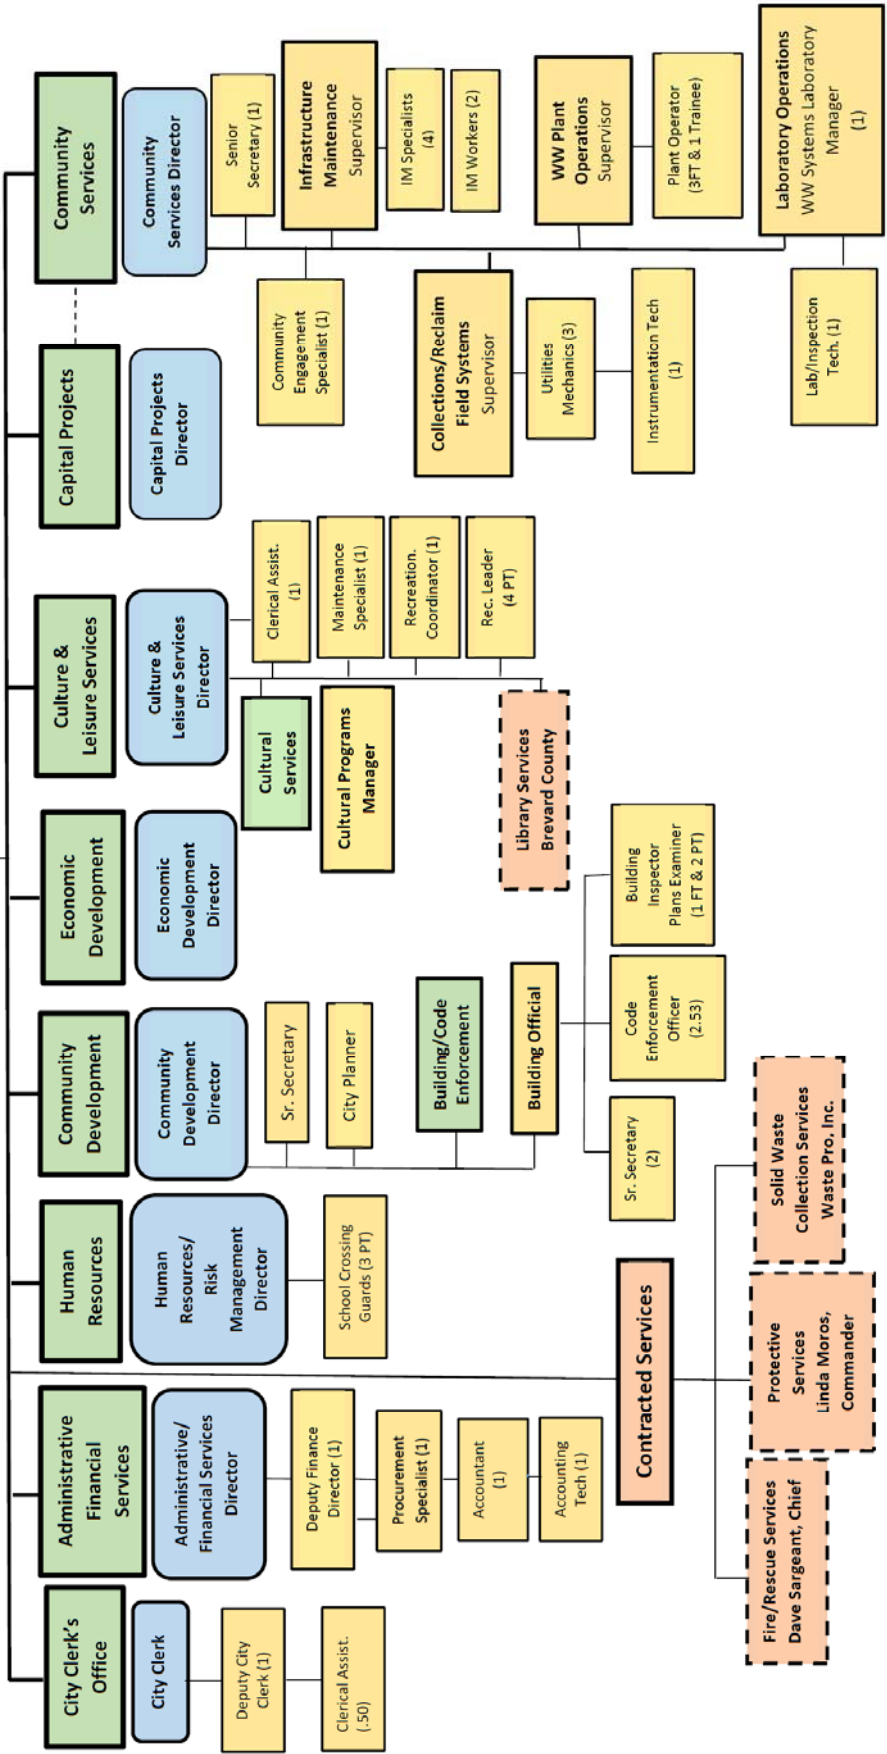 City Clerk's
Office
City Clerk
Deputy City
Clerk (1)
Clerical Assist.
(.50)
Administrative
Financial
Services
Administrative/
Financial Services
Director
Deputy Finance
Director (1)
Procurement
Specialist (1)
Accountant
(1)
Accounting
Tech (1)
Human
Resources
Human
Resources/
Risk
Management
Director
School Crossing
Guards (3 PT)
Community
Development
Community
Development
Director
Sr. Secretary
City Planner
Building/Code
Enforcement
Building Official
Sr. Secretary
(2)
Code
Enforcement
Officer
(2.53)
Building
Inspector
Plans Examiner
(1 FT & 2 PT)
Economic
Development
Economic
Development
Director
Culture &
Leisure Services
Culture &
Leisure Services
Director
Clerical Assist.
(1)
Cultural
Services
Maintenance
Specialist (1)
Cultural Programs
Manager
Recreation.
Coordinator (1)
Rec. Leader
(4 PT)
Library Services
Brevard County
Capital Projects
Capital Projects
Director
Community
Services
Community
Services Director
Senior
Secretary (1)
Community
Engagement
Specialist (1)
Infrastructure
Maintenance
Supervisor
IM Specialists
(4)
IM Workers (2)
Collections/Reclaim
Field Systems
Supervisor
Utilities
Mechanics (3)
Instrumentation Tech
(1)
WW Plant
Operations
Supervisor
Plant Operator
(3FT & 1 Trainee)
Laboratory Operations
WW Systems Laboratory
Manager
(1)
Lab/Inspection
Tech. (1)
Contracted Services
Fire/Rescue Services
Dave Sargeant, Chief
Protective
Services
Linda Moros,
Commander
Solid Waste
Collection Services
Waste Pro. Inc.